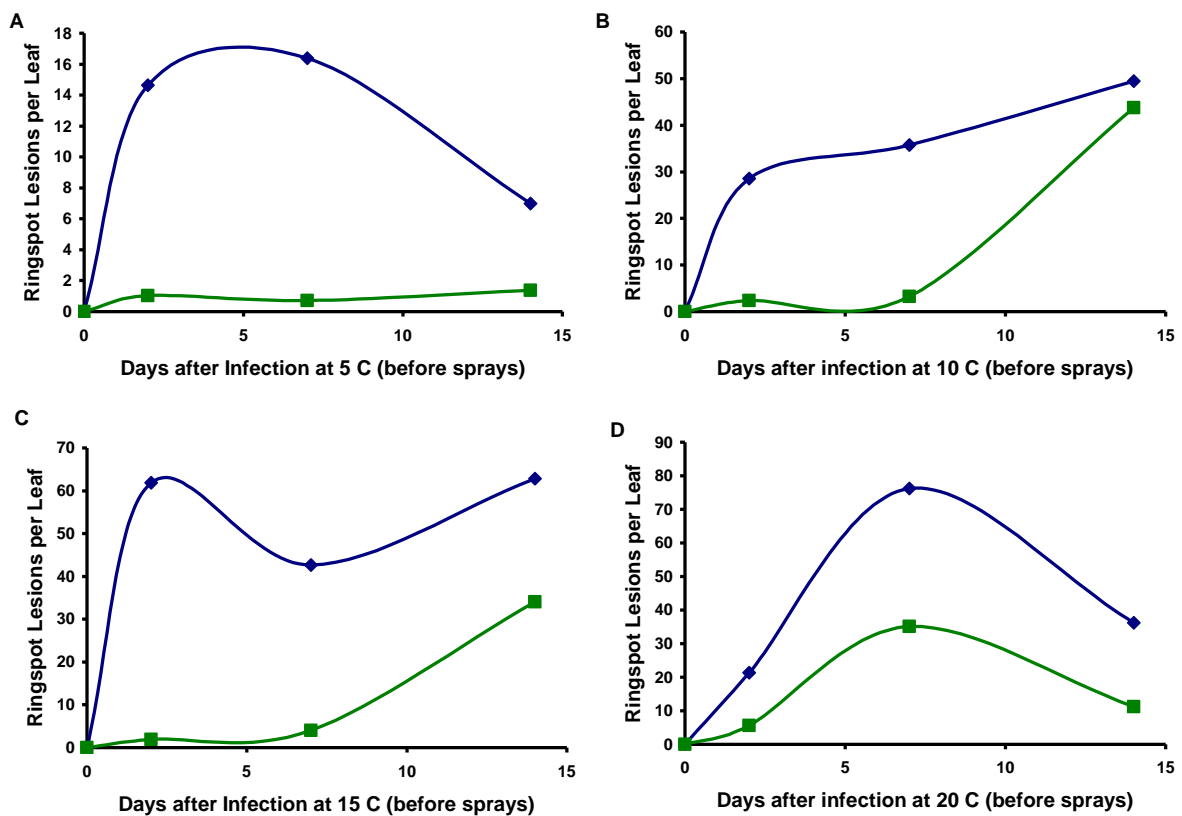 A
Ringspot Lesions per Leaf
18
16
14
12
10
8
6
4
2
0
0 5 10 15
Days after Infection at 5 C (before sprays)
B
Ringspot Lesions per Leaf
60
50
40
30
20
10
0
0 5 10 15
Days after infection at 10 C (before sprays)
C
Ringspot Lesions per Leaf
70
60
50
40
30
20
10
0
0 5 10 15
Days after Infection at 15 C (before sprays)
D
Ringspot Lesions per Leaf
90
80
70
60
50
40
30
20
10
0
0 5 10 15
Days after infection at 20 C (before sprays)